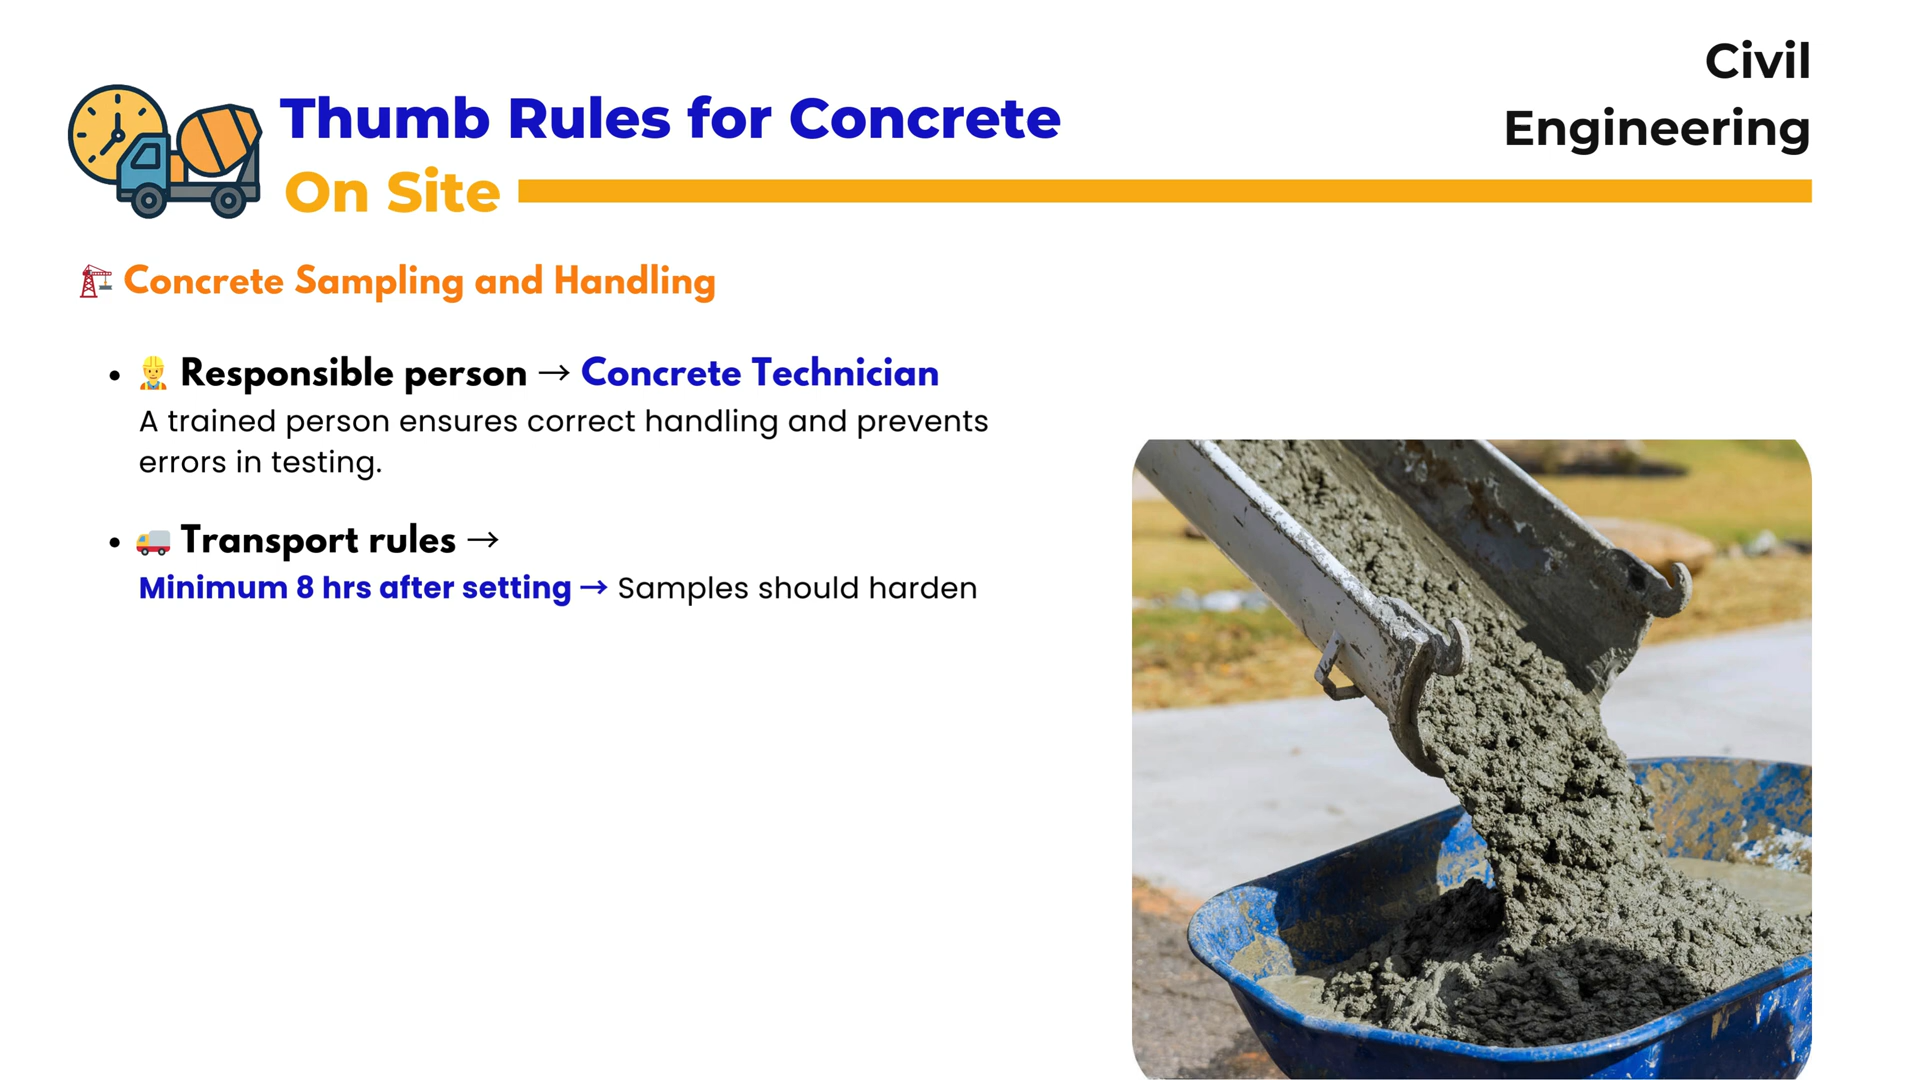 Civil
Engineering
Thumb Rules for Concrete
On Site
🏗️ Concrete Sampling and Handling
• 👷 Responsible person → Concrete Technician
A trained person ensures correct handling and prevents
errors in testing.
• 🚚 Transport rules →
Minimum 8 hrs after setting → Samples should harden